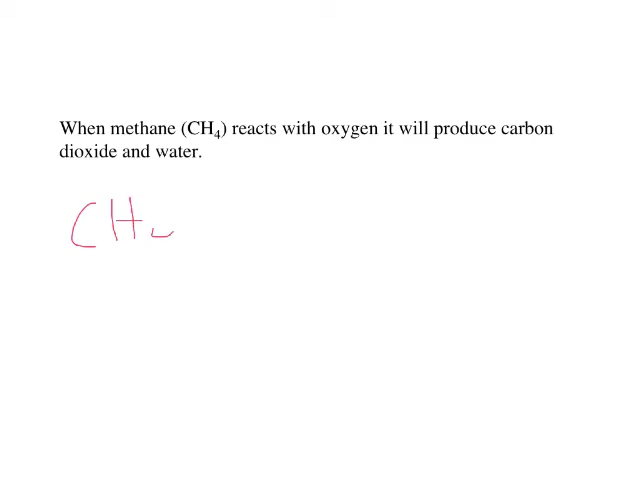 When methane (CH₄) reacts with oxygen it will produce carbon
dioxide and water.
CH